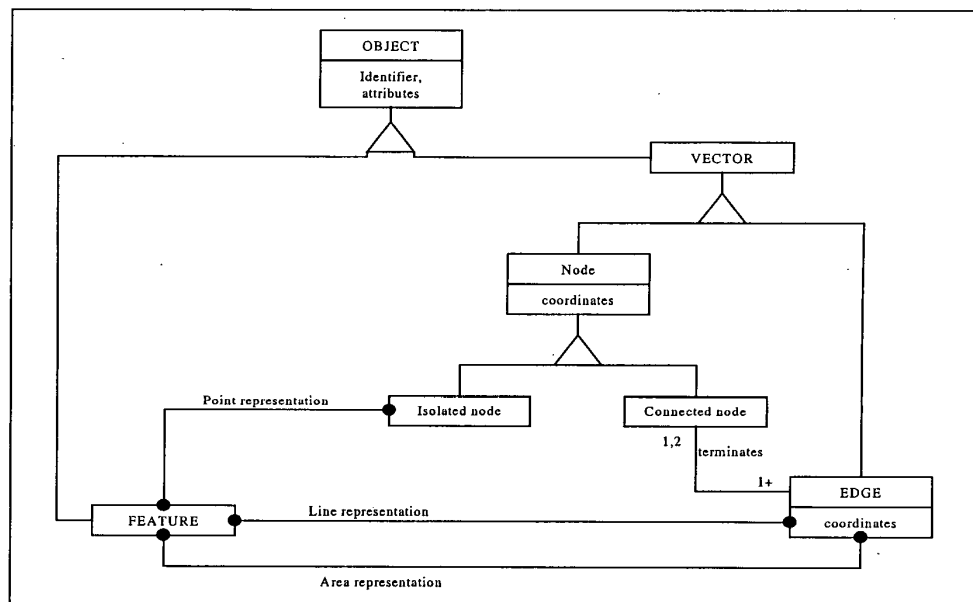 OBJECT
Identifier,
attributes
VECTOR
Node
coordinates
Point representation
Isolated node
Connected node
1,2
terminates
1+
EDGE
FEATURE
Line representation
coordinates
Area representation